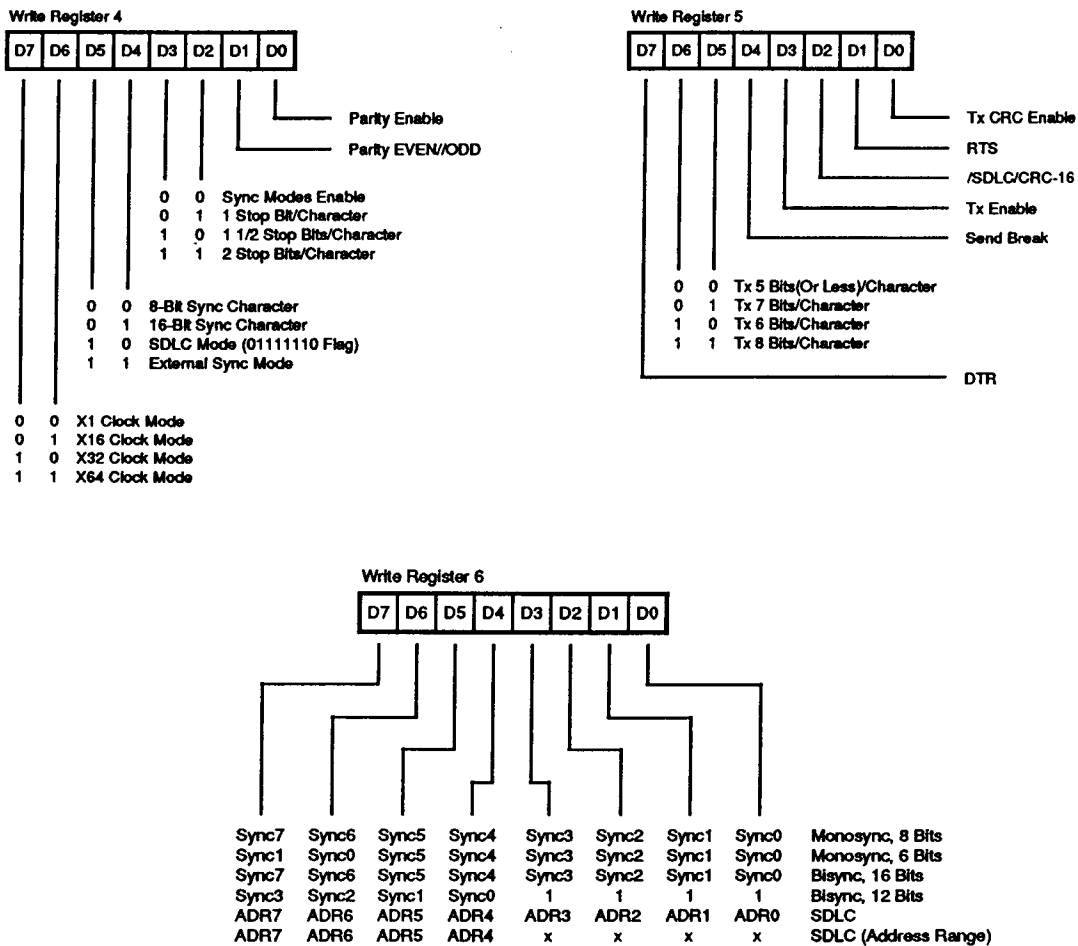 Write Register 4
D7 D6 D5 D4 D3 D2 D1 D0
Parity Enable
Parity EVEN//ODD
0 0 Sync Modes Enable
0 1 1 Stop Bit/Character
1 0 1 1/2 Stop Bits/Character
1 1 2 Stop Bits/Character
0 0 8-Bit Sync Character
0 1 16-Bit Sync Character
1 0 SDLC Mode (01111110 Flag)
1 1 External Sync Mode
0 0 X1 Clock Mode
0 1 X16 Clock Mode
1 0 X32 Clock Mode
1 1 X64 Clock Mode
Write Register 5
D7 D6 D5 D4 D3 D2 D1 D0
Tx CRC Enable
RTS
/SDLC/CRC-16
Tx Enable
Send Break
0 0 Tx 5 Bits(Or Less)/Character
0 1 Tx 7 Bits/Character
1 0 Tx 6 Bits/Character
1 1 Tx 8 Bits/Character
DTR
Write Register 6
D7 D6 D5 D4 D3 D2 D1 D0
Sync7 Sync6 Sync5 Sync4 Sync3 Sync2 Sync1 Sync0 Monosync, 8 Bits
Sync1 Sync0 Sync5 Sync4 Sync3 Sync2 Sync1 Sync0 Monosync, 6 Bits
Sync7 Sync6 Sync5 Sync4 Sync3 Sync2 Sync1 Sync0 Bisync, 16 Bits
Sync3 Sync2 Sync1 Sync0 1 1 1 1 Bisync, 12 Bits
ADR7 ADR6 ADR5 ADR4 ADR3 ADR2 ADR1 ADR0 SDLC
ADR7 ADR6 ADR5 ADR4 x x x x SDLC (Address Range)